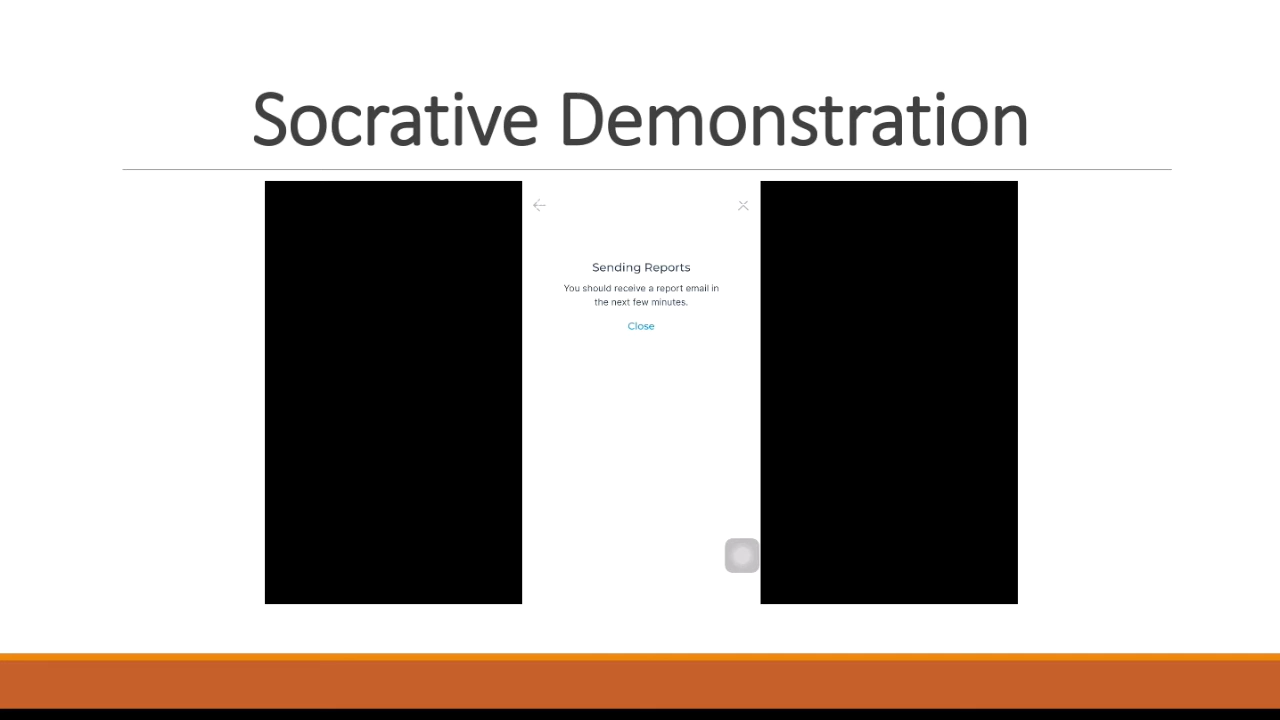 Socrative Demonstration
Sending Reports
You should receive a report email in
the next few minutes.
Close